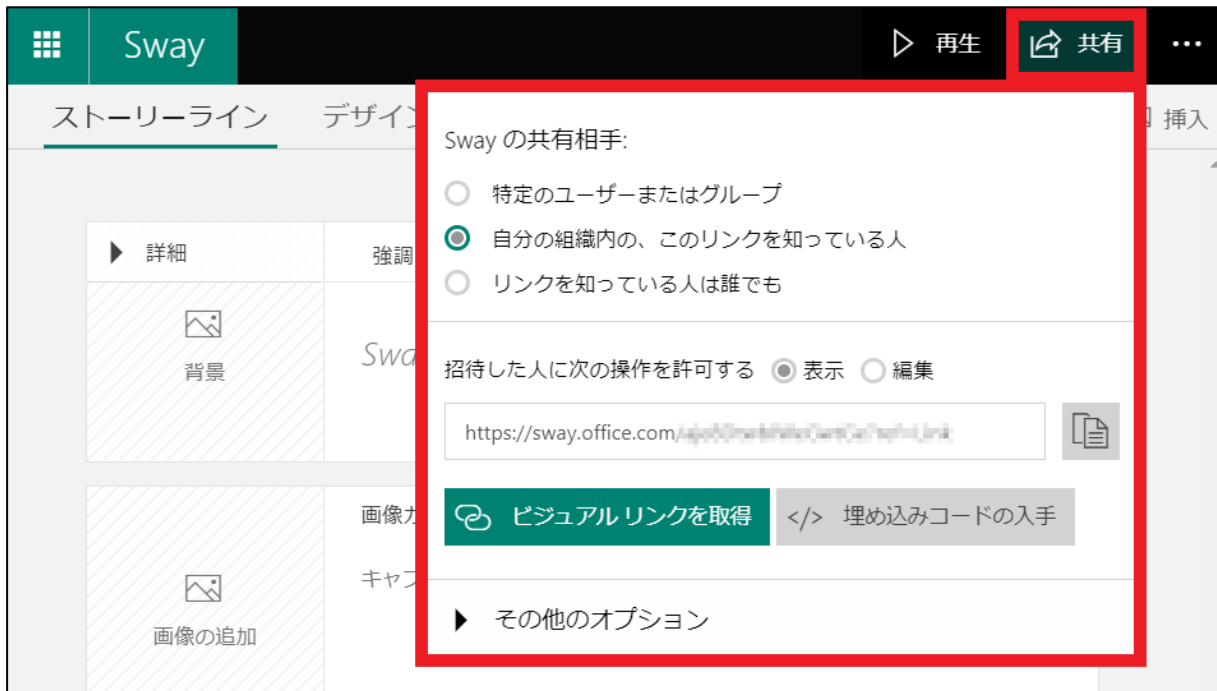 Sway
再生
共有
ストーリーライン
デザイン
挿入
Sway の共有相手:
特定のユーザーまたはグループ
自分の組織内の、このリンクを知っている人
リンクを知っている人は誰でも
詳細
強調
背景
Sway
招待した人に次の操作を許可する 表示 編集
https://sway.office.com/
ビジュアル リンクを取得
</> 埋め込みコードの入手
画像
キャプ
画像の追加
その他のオプション